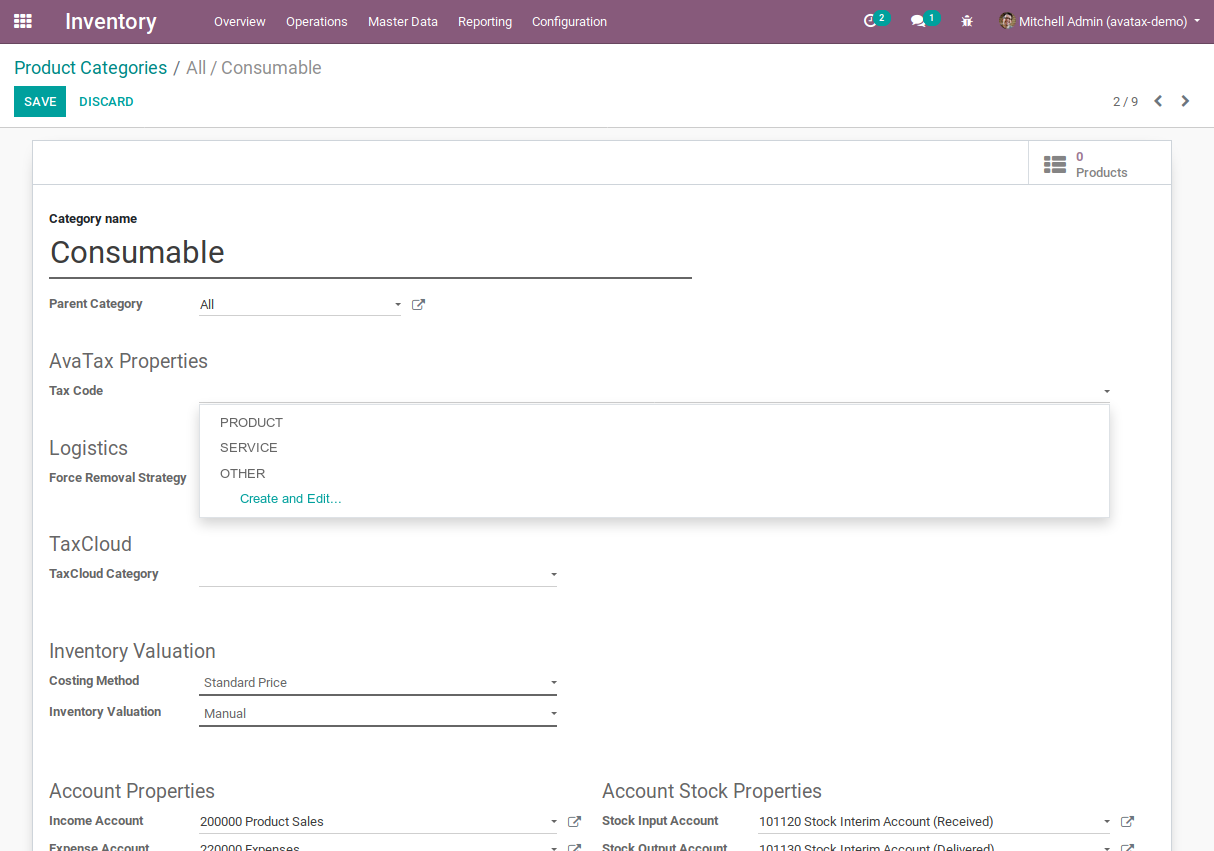 Inventory Overview Operations Master Data Reporting Configuration 2 1 Mitchell Admin (avatax-demo)
Product Categories / All / Consumable
SAVE DISCARD 2 / 9
0
Products
Category name
Consumable
Parent Category All
AvaTax Properties
Tax Code
PRODUCT
SERVICE
OTHER
Create and Edit...
Logistics
Force Removal Strategy
TaxCloud
TaxCloud Category
Inventory Valuation
Costing Method Standard Price
Inventory Valuation Manual
Account Properties Account Stock Properties
Income Account 200000 Product Sales Stock Input Account 101120 Stock Interim Account (Received)
Expense Account 220000 Expenses Stock Output Account 101130 Stock Interim Account (Delivered)